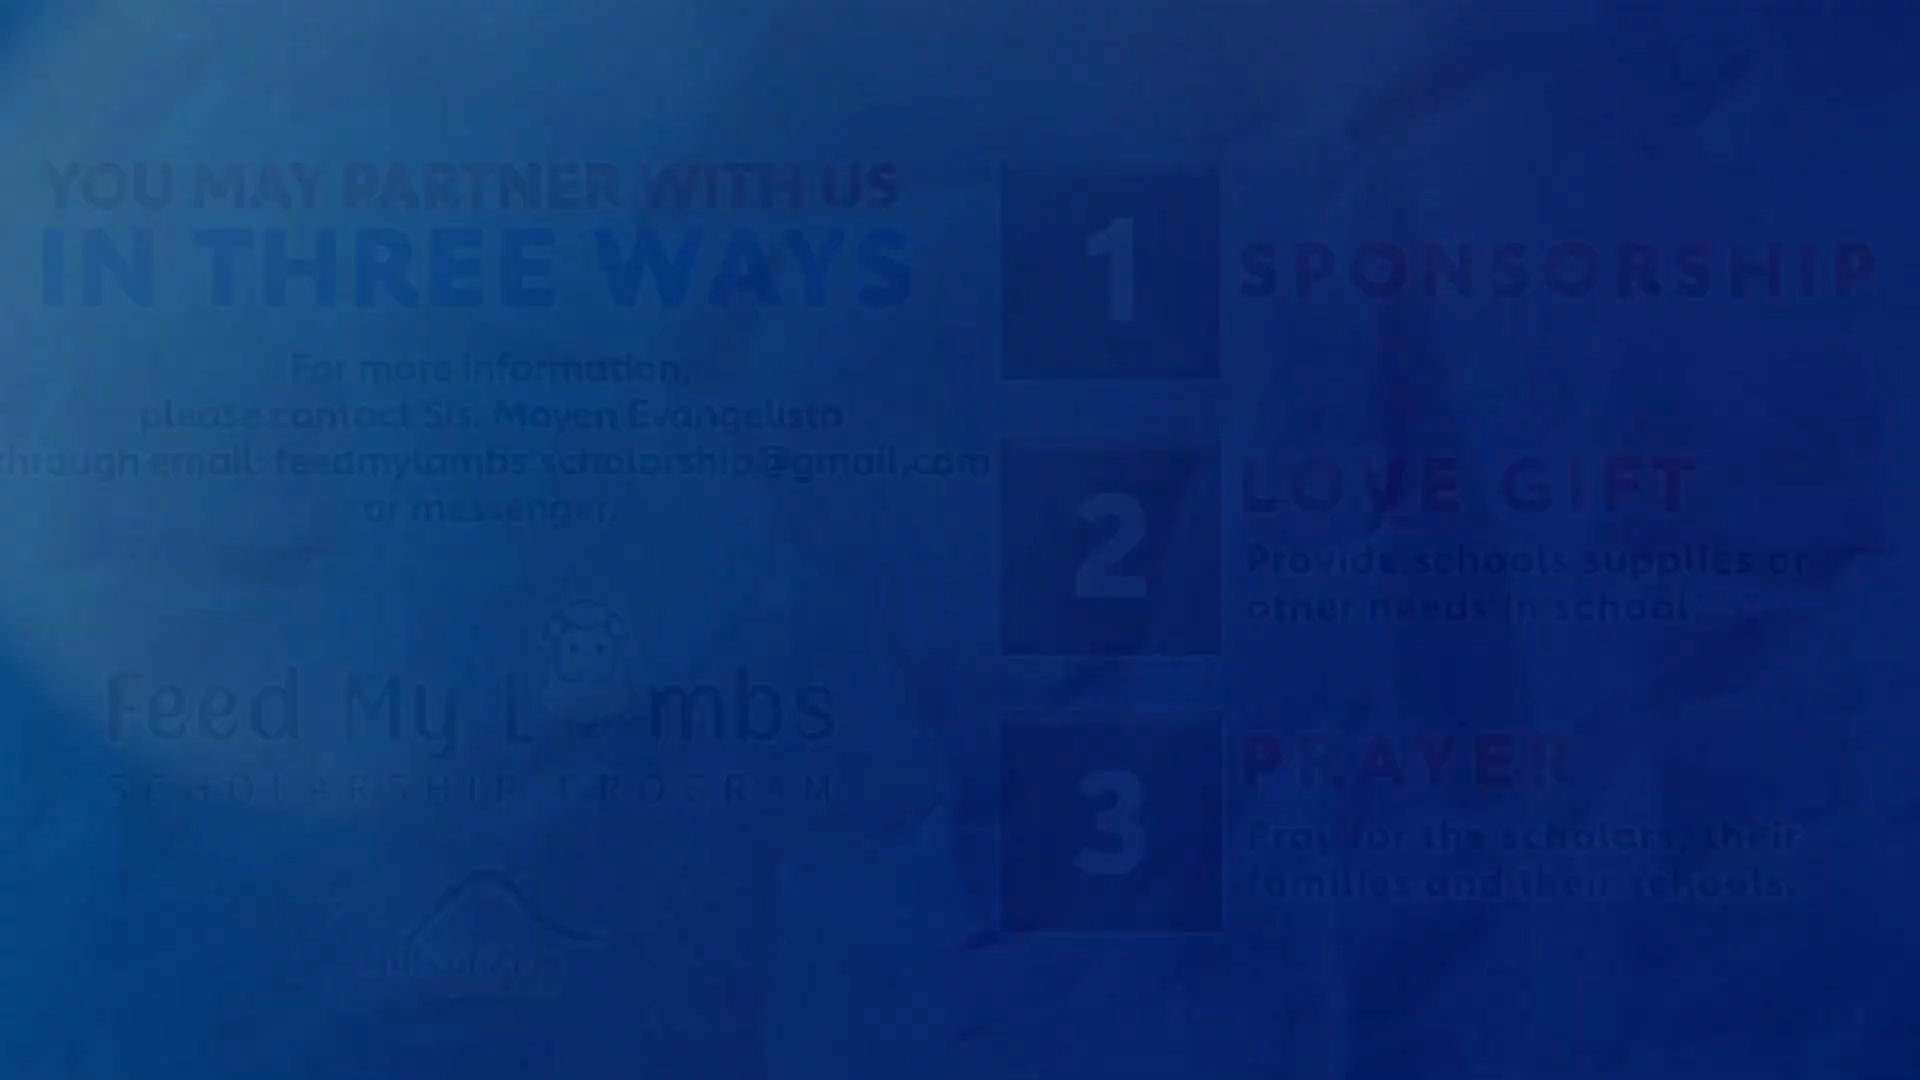 YOU MAY PARTNER WITH US
IN THREE WAYS
For more information,
please contact Sis. Mayen Evangelista
through email: feedmylambs.scholarship@gmail.com
or messenger.
Feed My L mbs
SCHOLARSHIP PROGRAM
1
SPONSORSHIP
2
LOVE GIFT
Provide schools supplies or
other needs in school.
3
PRAYER
Pray for the scholars, their
families and their schools.